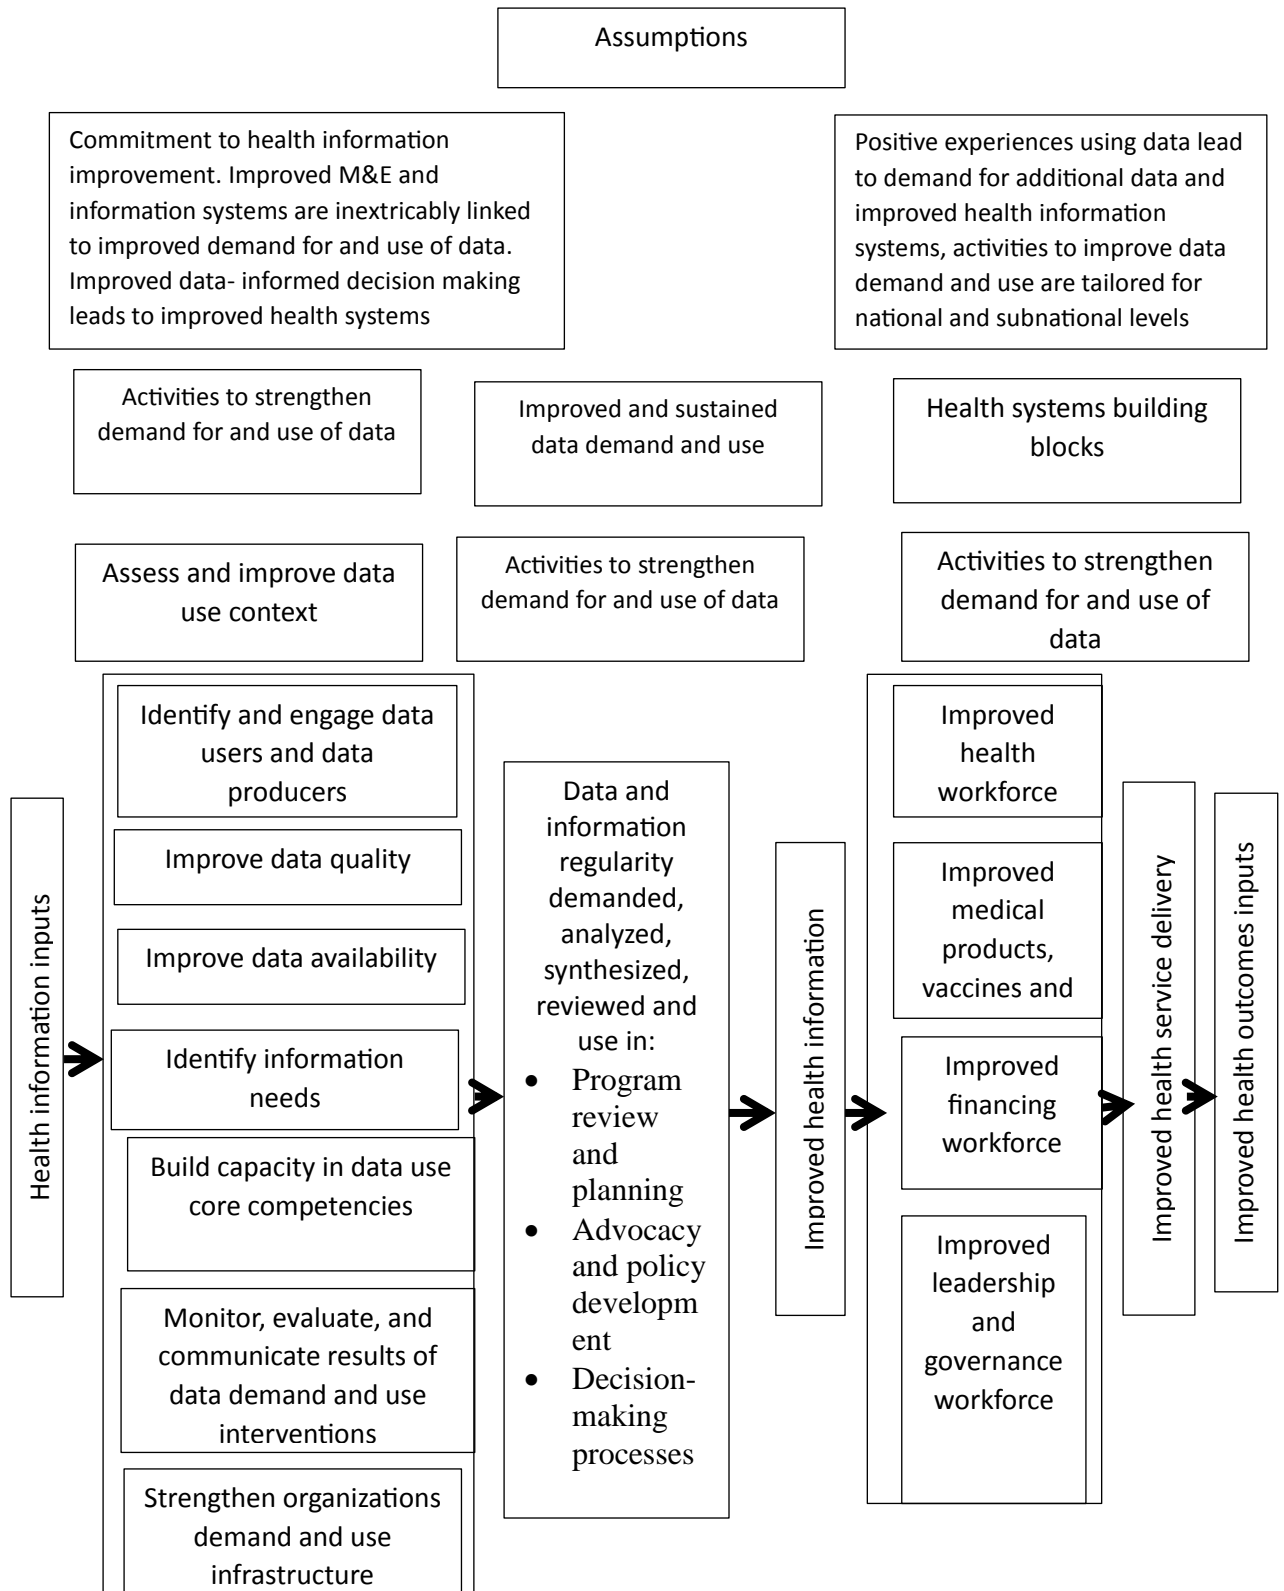 Assumptions
Commitment to health information
improvement. Improved M&E and
information systems are inextricably linked
to improved demand for and use of data.
Improved data- informed decision making
leads to improved health systems
Positive experiences using data lead
to demand for additional data and
improved health information
systems, activities to improve data
demand and use are tailored for
national and subnational levels
Activities to strengthen
demand for and use of data
Improved and sustained
data demand and use
Health systems building
blocks
Assess and improve data
use context
Activities to strengthen
demand for and use of data
Activities to strengthen
demand for and use of
data
Health information inputs
Identify and engage data
users and data
producers
Improve data quality
Improve data availability
Identify information
needs
Build capacity in data use
core competencies
Monitor, evaluate, and
communicate results of
data demand and use
interventions
Strengthen organizations
demand and use
infrastructure
Data and
information
regularity
demanded,
analyzed,
synthesized,
reviewed and
use in:
• Program
review
and
planning
• Advocacy
and policy
developm
ent
• Decision-
making
processes
Improved health information
Improved
health
workforce
Improved
medical
products,
vaccines and
Improved
financing
workforce
Improved
leadership
and
governance
workforce
Improved health service delivery
Improved health outcomes inputs